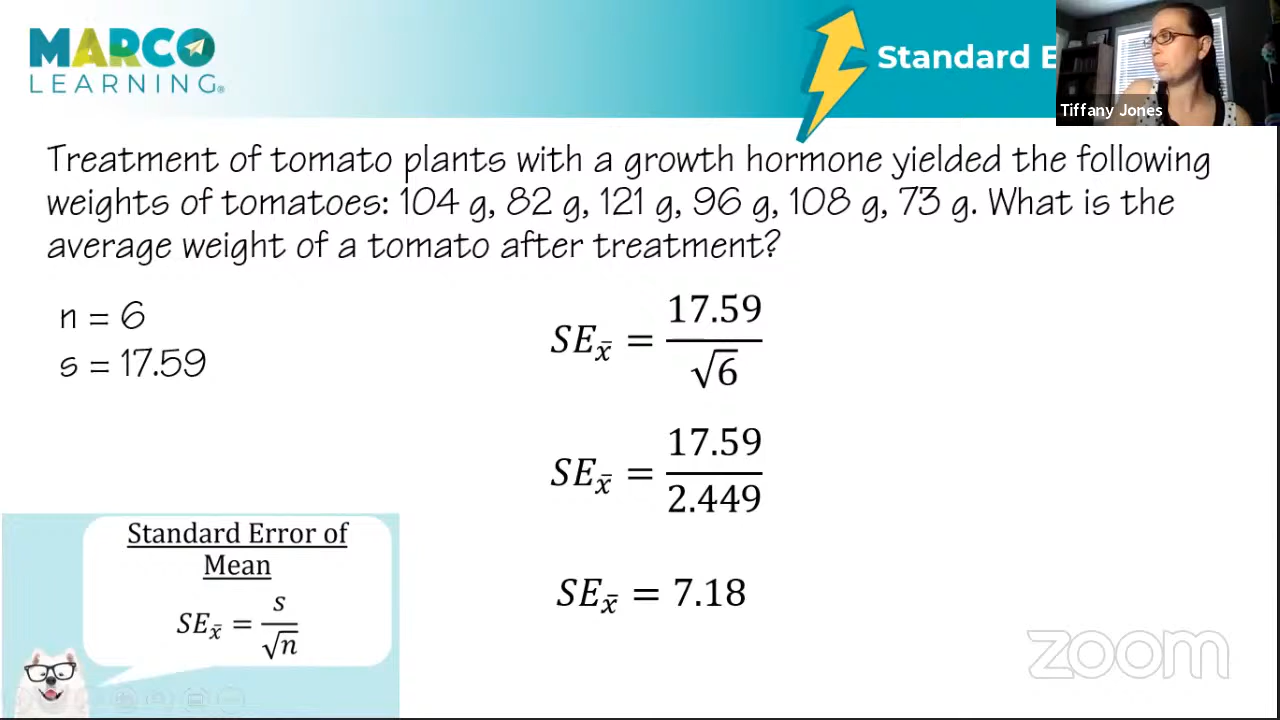 MARCO
LEARNING®
Standard E
Tiffany Jones
Treatment of tomato plants with a growth hormone yielded the following
weights of tomatoes: 104 g, 82 g, 121 g, 96 g, 108 g, 73 g. What is the
average weight of a tomato after treatment?
n = 6
s = 17.59
SE_x̄ = 17.59/√6
SE_x̄ = 17.59/2.449
SE_x̄ = 7.18
Standard Error of
Mean
SE_x̄ = s/√n
zoom